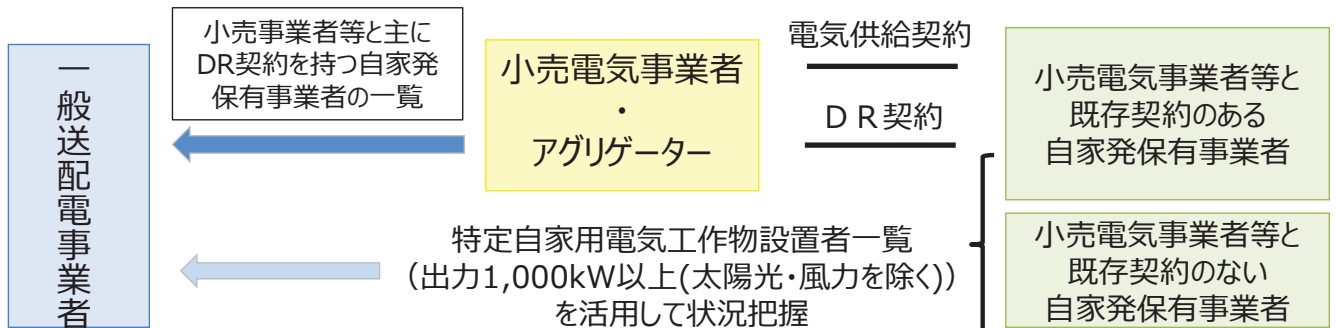 一般送配電事業者
小売事業者等と主に
DR契約を持つ自家発
保有事業者の一覧
小売電気事業者
・
アグリゲーター
電気供給契約
DR契約
小売電気事業者等と
既存契約のある
自家発保有事業者
特定自家用電気工作物設置者一覧
（出力1,000kW以上(太陽光・風力を除く)）
を活用して状況把握
小売電気事業者等と
既存契約のない
自家発保有事業者